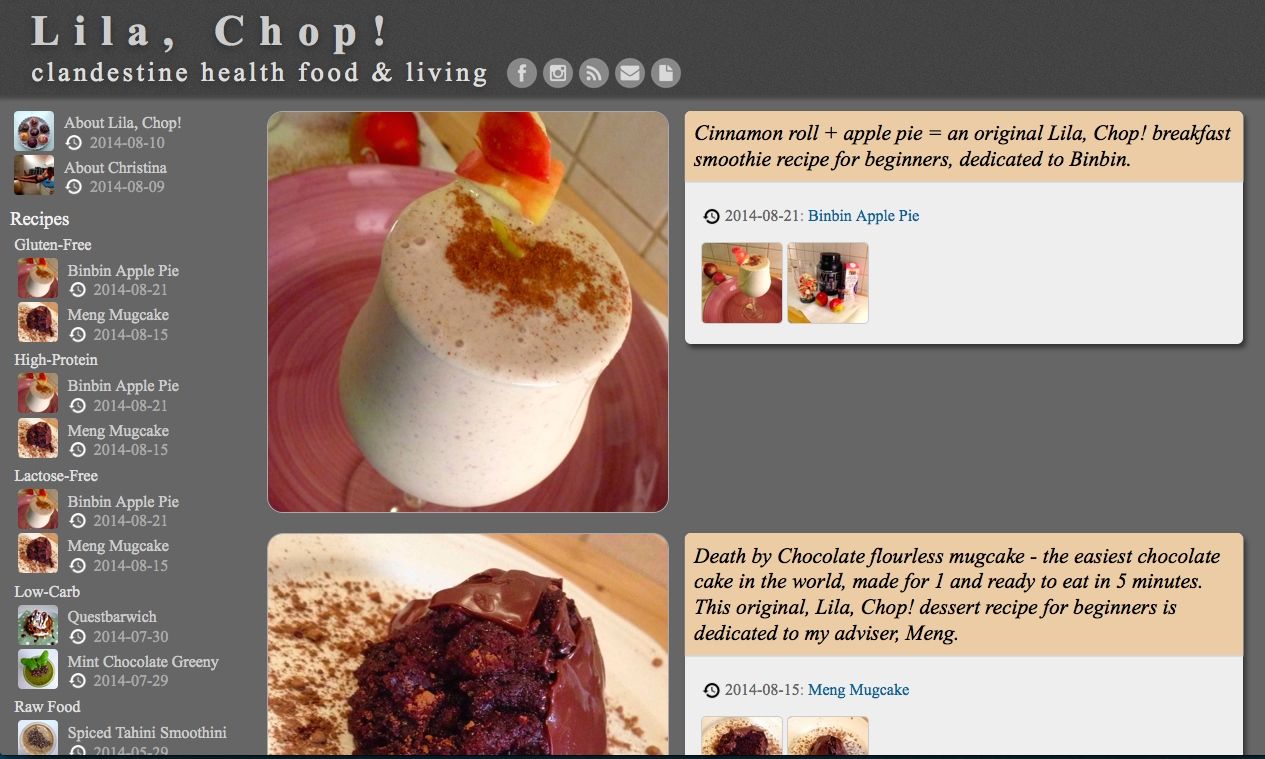 Lila, Chop!
clandestine health food & living
About Lila, Chop!
2014-08-10
About Christina
2014-08-09
Recipes
Gluten-Free
Binbin Apple Pie
2014-08-21
Meng Mugcake
2014-08-15
High-Protein
Binbin Apple Pie
2014-08-21
Meng Mugcake
2014-08-15
Lactose-Free
Binbin Apple Pie
2014-08-21
Meng Mugcake
2014-08-15
Low-Carb
Questbarwich
2014-07-30
Mint Chocolate Greeny
2014-07-29
Raw Food
Spiced Tahini Smoothini
2014-05-29
Cinnamon roll + apple pie = an original Lila, Chop! breakfast
smoothie recipe for beginners, dedicated to Binbin.
2014-08-21: Binbin Apple Pie
Death by Chocolate flourless mugcake - the easiest chocolate
cake in the world, made for 1 and ready to eat in 5 minutes.
This original, Lila, Chop! dessert recipe for beginners is
dedicated to my adviser, Meng.
2014-08-15: Meng Mugcake